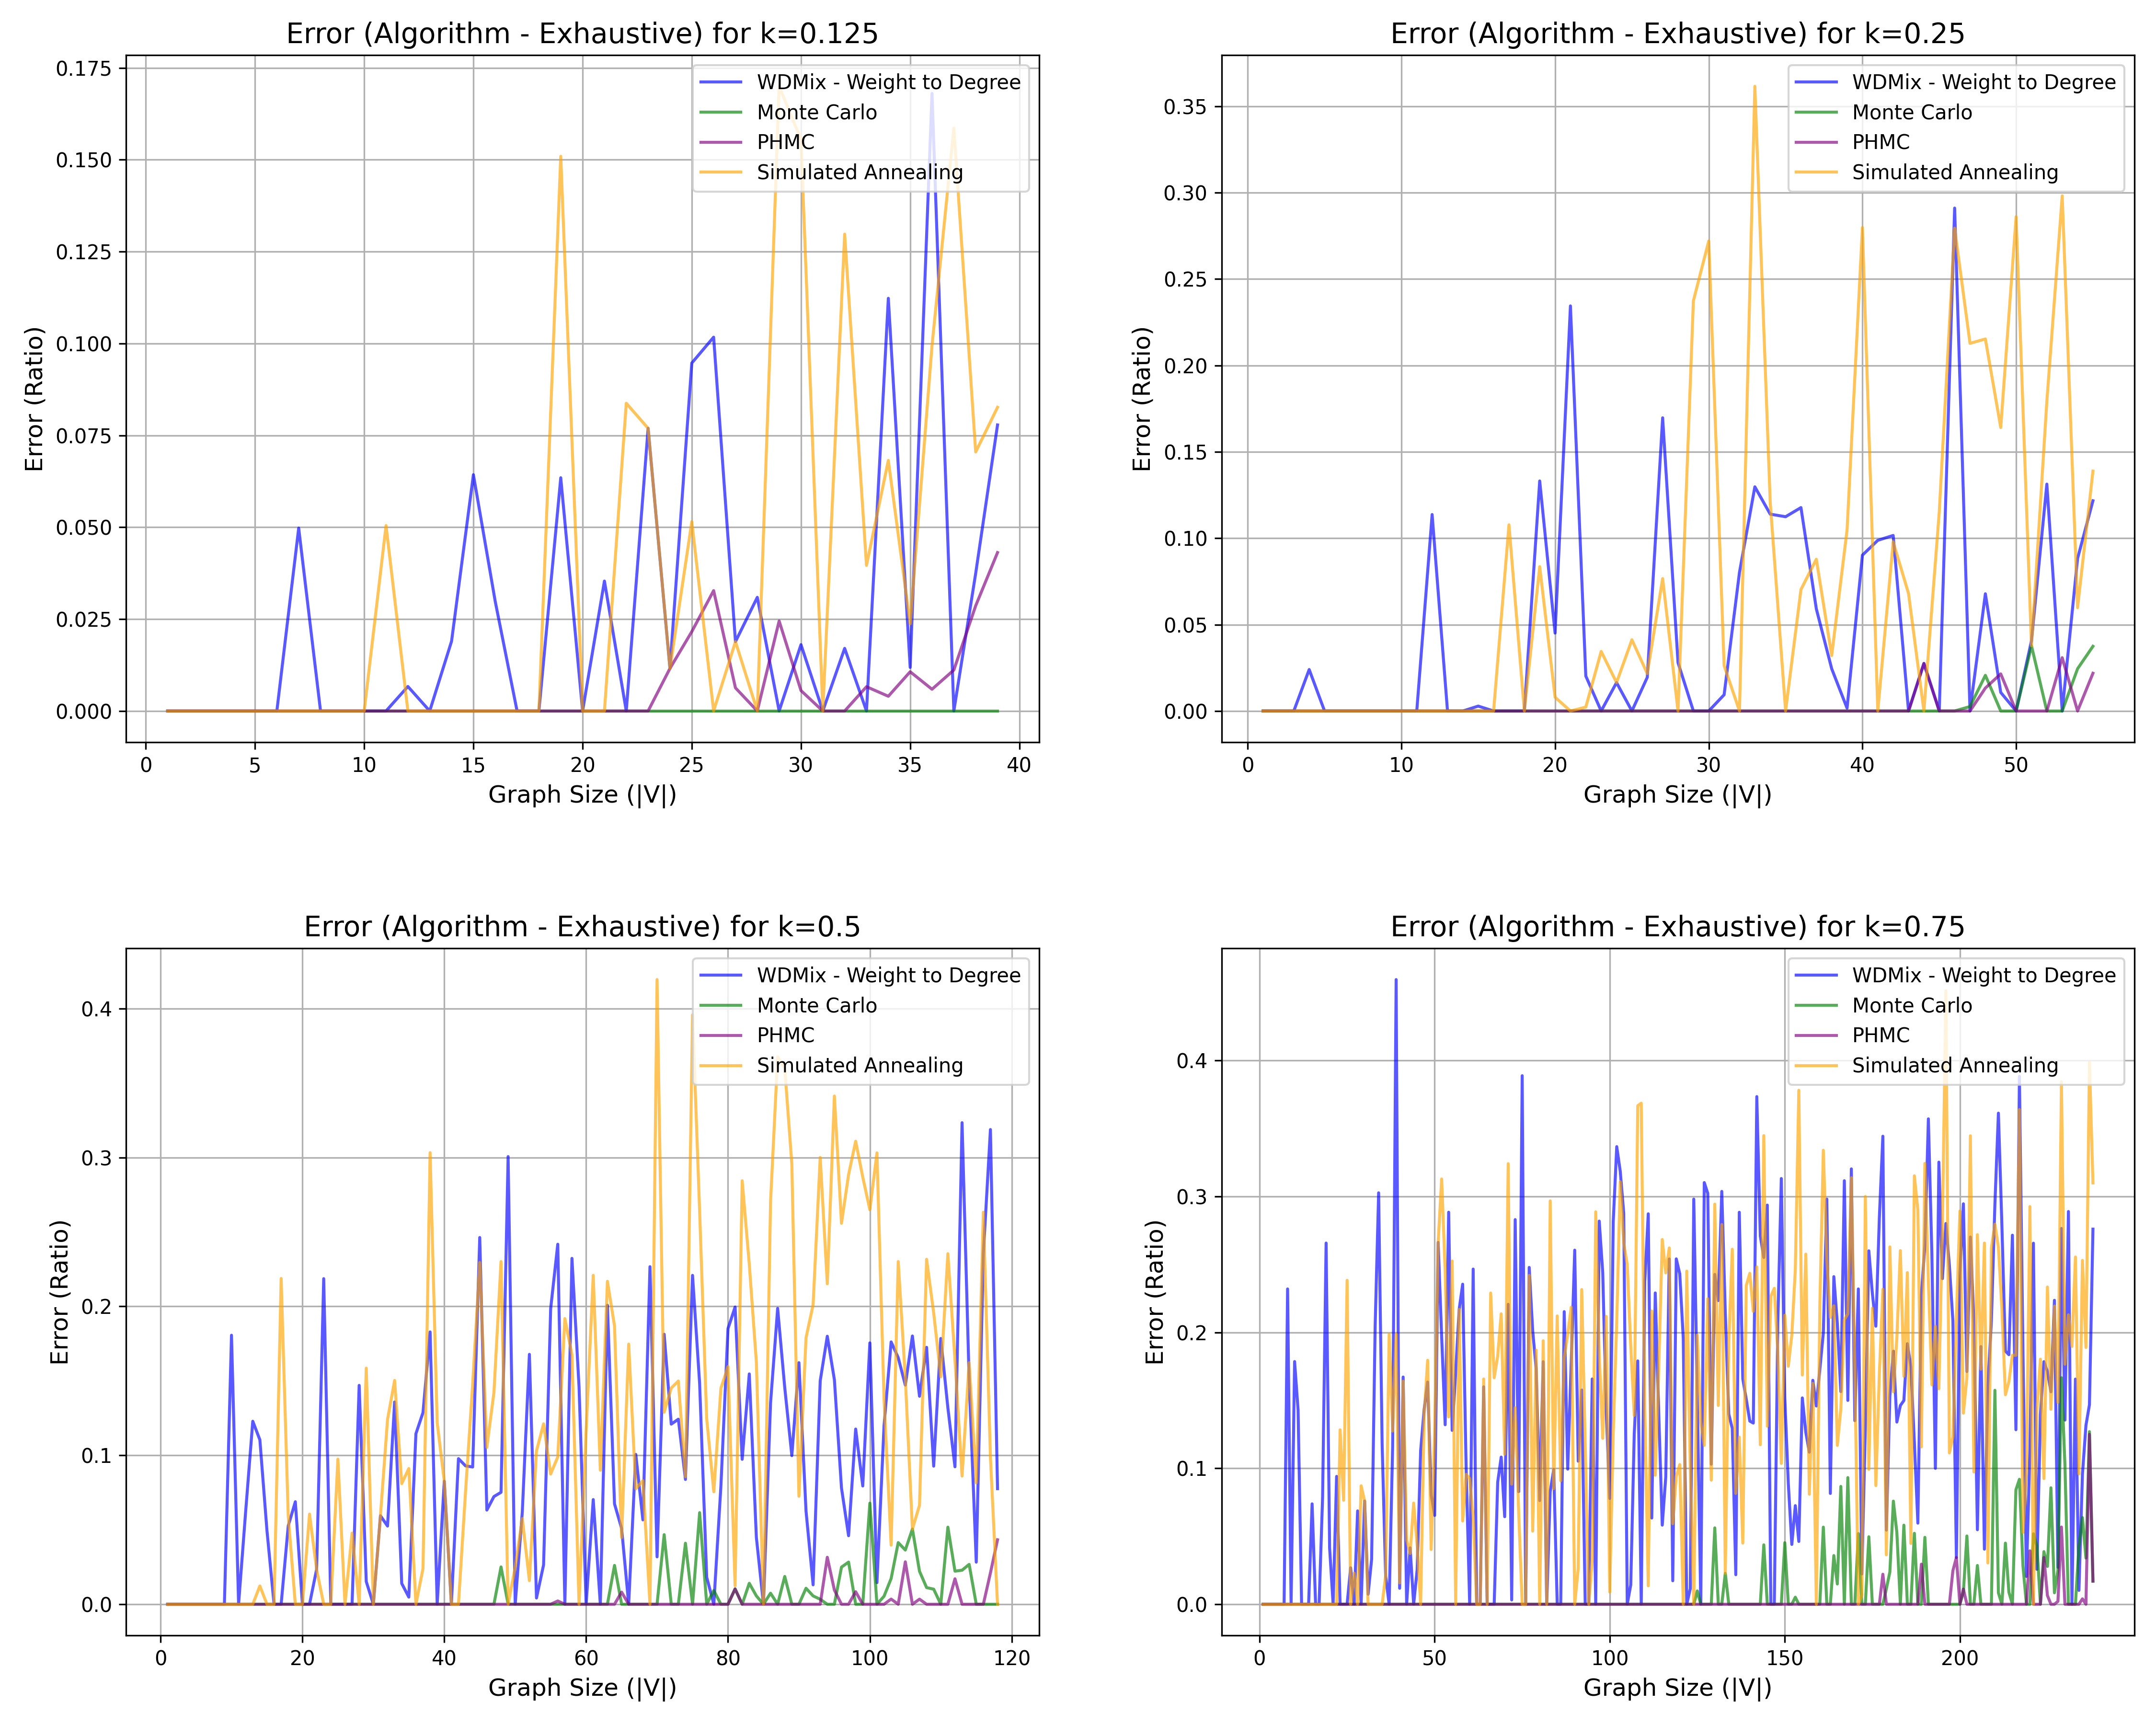 Error (Algorithm - Exhaustive) for k=0.125
0.175
0.150
0.125
0.100
0.075
0.050
0.025
0.000
Error (Ratio)
WDMix - Weight to Degree
Monte Carlo
PHMC
Simulated Annealing
0 5 10 15 20 25 30 35 40
Graph Size (|V|)
Error (Algorithm - Exhaustive) for k=0.25
0.35
0.30
0.25
0.20
0.15
0.10
0.05
0.00
Error (Ratio)
WDMix - Weight to Degree
Monte Carlo
PHMC
Simulated Annealing
0 10 20 30 40 50
Graph Size (|V|)
Error (Algorithm - Exhaustive) for k=0.5
0.4
0.3
0.2
0.1
0.0
Error (Ratio)
WDMix - Weight to Degree
Monte Carlo
PHMC
Simulated Annealing
0 20 40 60 80 100 120
Graph Size (|V|)
Error (Algorithm - Exhaustive) for k=0.75
0.4
0.3
0.2
0.1
0.0
Error (Ratio)
WDMix - Weight to Degree
Monte Carlo
PHMC
Simulated Annealing
0 50 100 150 200
Graph Size (|V|)